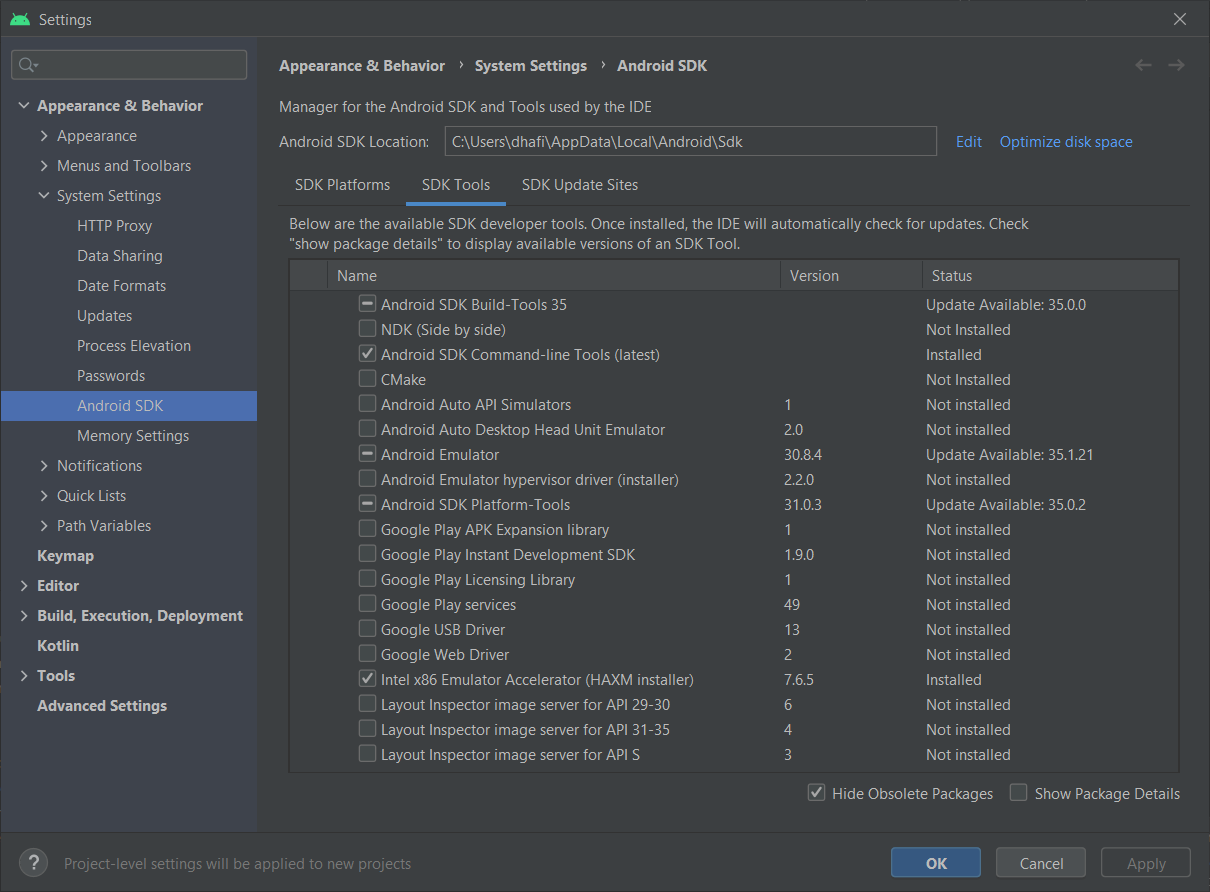 Settings
Appearance & Behavior
Appearance
Menus and Toolbars
System Settings
HTTP Proxy
Data Sharing
Date Formats
Updates
Process Elevation
Passwords
Android SDK
Memory Settings
Notifications
Quick Lists
Path Variables
Keymap
Editor
Build, Execution, Deployment
Kotlin
Tools
Advanced Settings
Appearance & Behavior › System Settings › Android SDK
Manager for the Android SDK and Tools used by the IDE
Android SDK Location: C:\Users\dhafi\AppData\Local\Android\Sdk Edit Optimize disk space
SDK Platforms SDK Tools SDK Update Sites
Below are the available SDK developer tools. Once installed, the IDE will automatically check for updates. Check
"show package details" to display available versions of an SDK Tool.
Name Version Status
Android SDK Build-Tools 35 Update Available: 35.0.0
NDK (Side by side) Not Installed
Android SDK Command-line Tools (latest) Installed
CMake Not Installed
Android Auto API Simulators 1 Not installed
Android Auto Desktop Head Unit Emulator 2.0 Not installed
Android Emulator 30.8.4 Update Available: 35.1.21
Android Emulator hypervisor driver (installer) 2.2.0 Not installed
Android SDK Platform-Tools 31.0.3 Update Available: 35.0.2
Google Play APK Expansion library 1 Not installed
Google Play Instant Development SDK 1.9.0 Not installed
Google Play Licensing Library 1 Not installed
Google Play services 49 Not installed
Google USB Driver 13 Not installed
Google Web Driver 2 Not installed
Intel x86 Emulator Accelerator (HAXM installer) 7.6.5 Installed
Layout Inspector image server for API 29-30 6 Not installed
Layout Inspector image server for API 31-35 4 Not installed
Layout Inspector image server for API S 3 Not installed
Hide Obsolete Packages Show Package Details
? Project-level settings will be applied to new projects
OK Cancel Apply